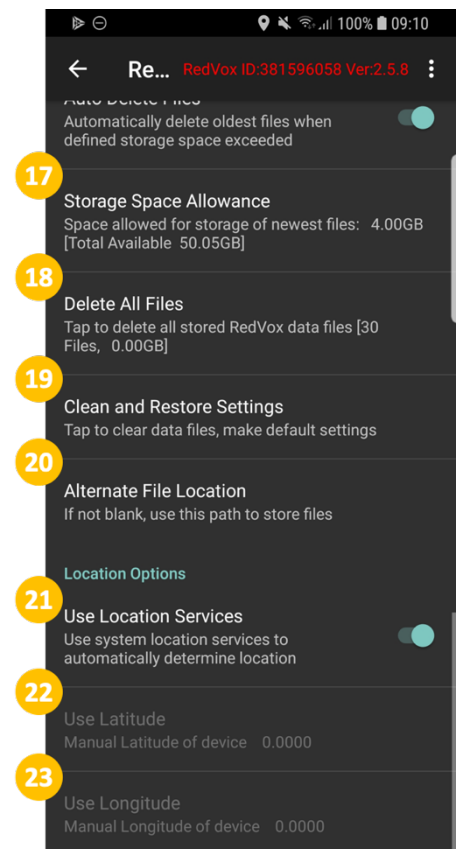 100% 09:10
Re... RedVox ID:381596058 Ver:2.5.8
Auto Delete Files
Automatically delete oldest files when
defined storage space exceeded
17
Storage Space Allowance
Space allowed for storage of newest files: 4.00GB
[Total Available 50.05GB]
18
Delete All Files
Tap to delete all stored RedVox data files [30
Files, 0.00GB]
19
Clean and Restore Settings
Tap to clear data files, make default settings
20
Alternate File Location
If not blank, use this path to store files
Location Options
21
Use Location Services
Use system location services to
automatically determine location
22
Use Latitude
Manual Latitude of device 0.0000
23
Use Longitude
Manual Longitude of device 0.0000